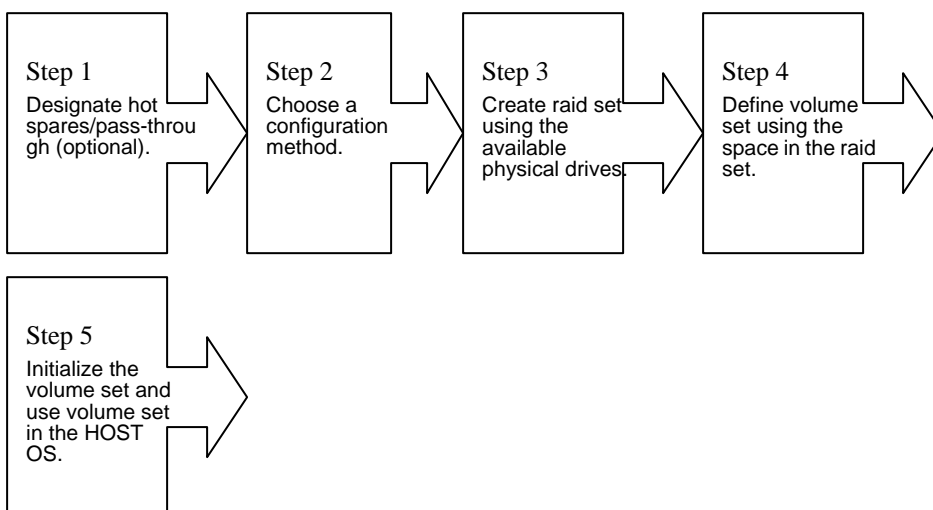 Step 1
Designate hot
spares/pass-throu
gh (optional).
Step 2
Choose a
configuration
method.
Step 3
Create raid set
using the
available
physical drives.
Step 4
Define volume
set using the
space in the raid
set.
Step 5
Initialize the
volume set and
use volume set
in the HOST
OS.